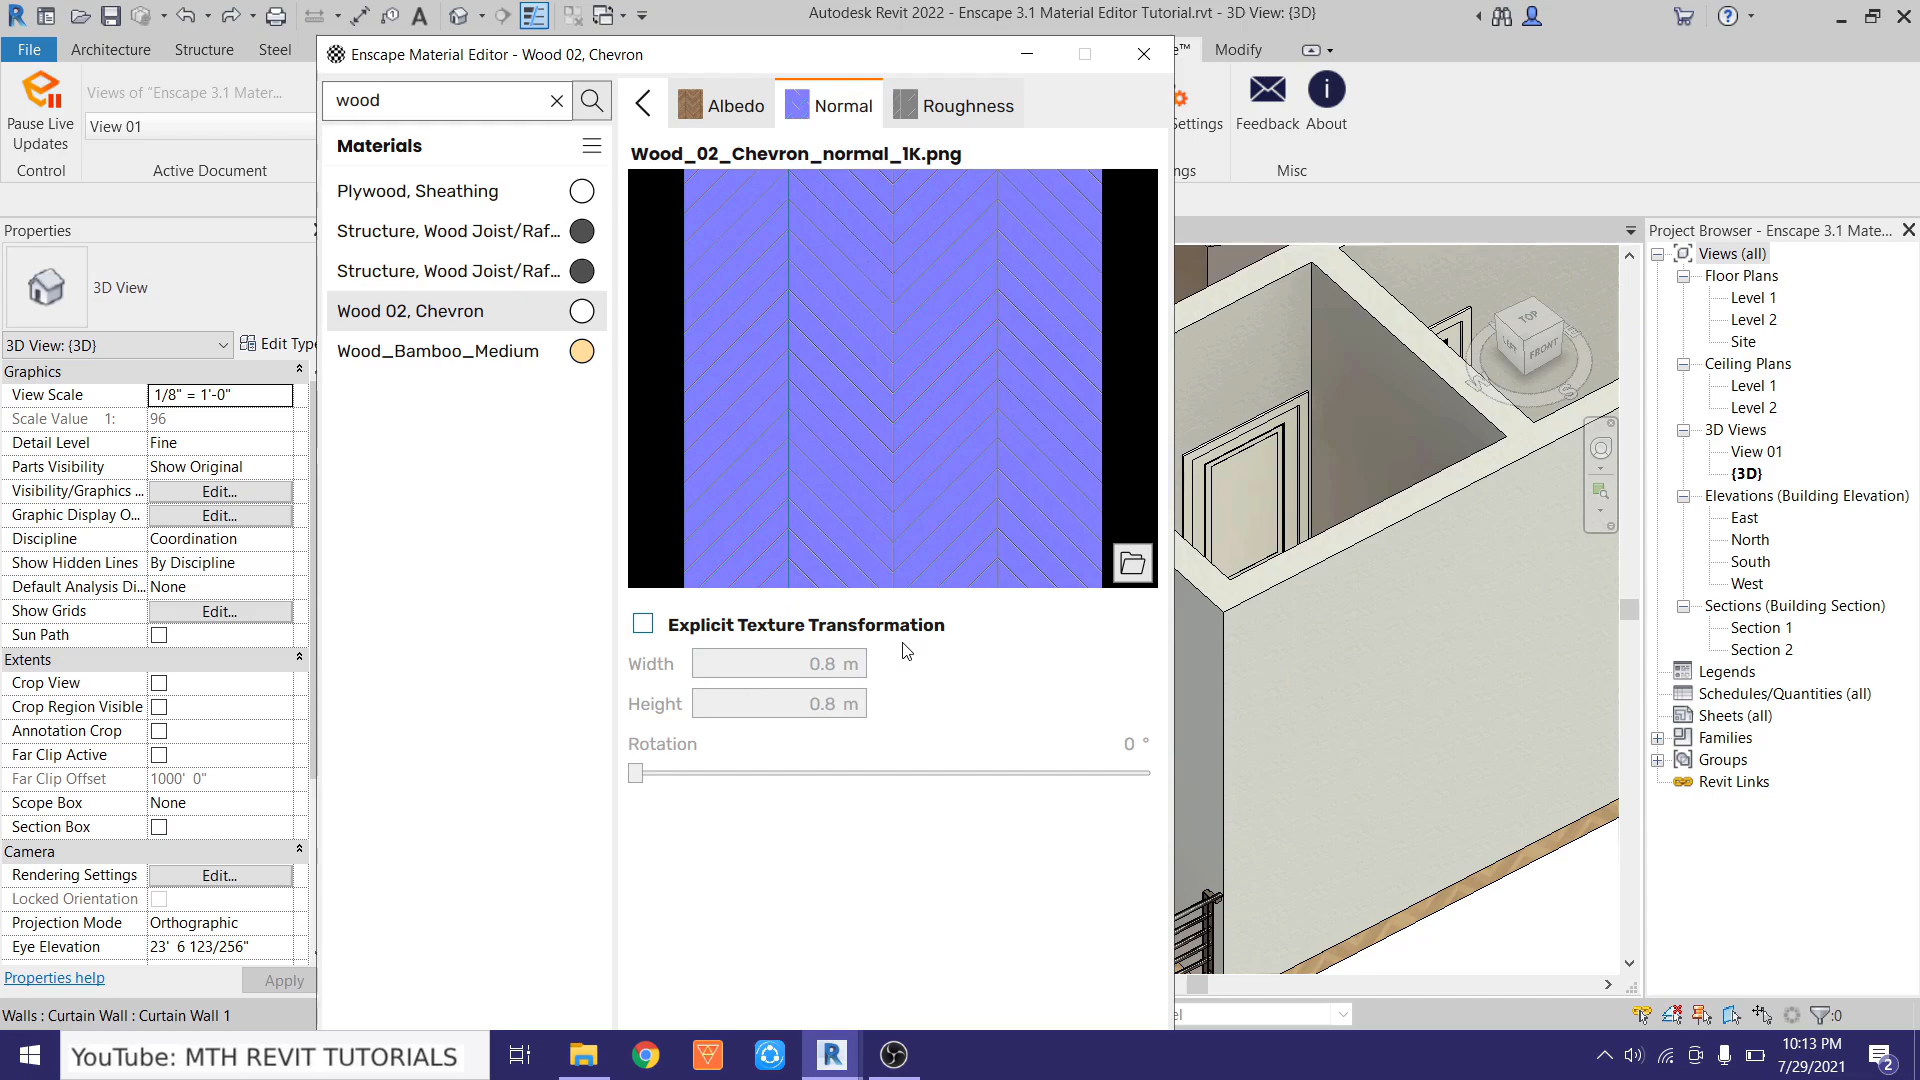 Autodesk Revit 2022 - Enscape 3.1 Material Editor Tutorial.rvt - 3D View: {3D}
File
Architecture
Structure
Steel
Modify
Pause Live
Updates
Control
Views of "Enscape 3.1 Mater...
View 01
Active Document
Feedback
About
Misc
Enscape Material Editor - Wood 02, Chevron
wood
Materials
Plywood, Sheathing
Structure, Wood Joist/Raf...
Structure, Wood Joist/Raf...
Wood 02, Chevron
Wood_Bamboo_Medium
Albedo
Normal
Roughness
Wood_02_Chevron_normal_1K.png
Explicit Texture Transformation
Width 0.8 m
Height 0.8 m
Rotation 0 °
Properties
3D View
3D View: {3D}
Edit Type
Graphics
View Scale 1/8" = 1'-0"
Scale Value 1: 96
Detail Level Fine
Parts Visibility Show Original
Visibility/Graphics ... Edit...
Graphic Display O... Edit...
Discipline Coordination
Show Hidden Lines By Discipline
Default Analysis Di... None
Show Grids Edit...
Sun Path
Extents
Crop View
Crop Region Visible
Annotation Crop
Far Clip Active
Far Clip Offset 1000' 0"
Scope Box None
Section Box
Camera
Rendering Settings Edit...
Locked Orientation
Projection Mode Orthographic
Eye Elevation 23' 6 123/256"
Properties help
Apply
Walls : Curtain Wall : Curtain Wall 1
TOP
LEFT
FRONT
W
S
Project Browser - Enscape 3.1 Mate...
Views (all)
Floor Plans
Level 1
Level 2
Site
Ceiling Plans
Level 1
Level 2
3D Views
View 01
{3D}
Elevations (Building Elevation)
East
North
South
West
Sections (Building Section)
Section 1
Section 2
Legends
Schedules/Quantities (all)
Sheets (all)
Families
Groups
Revit Links
:0
YouTube: MTH REVIT TUTORIALS
10:13 PM
7/29/2021
2